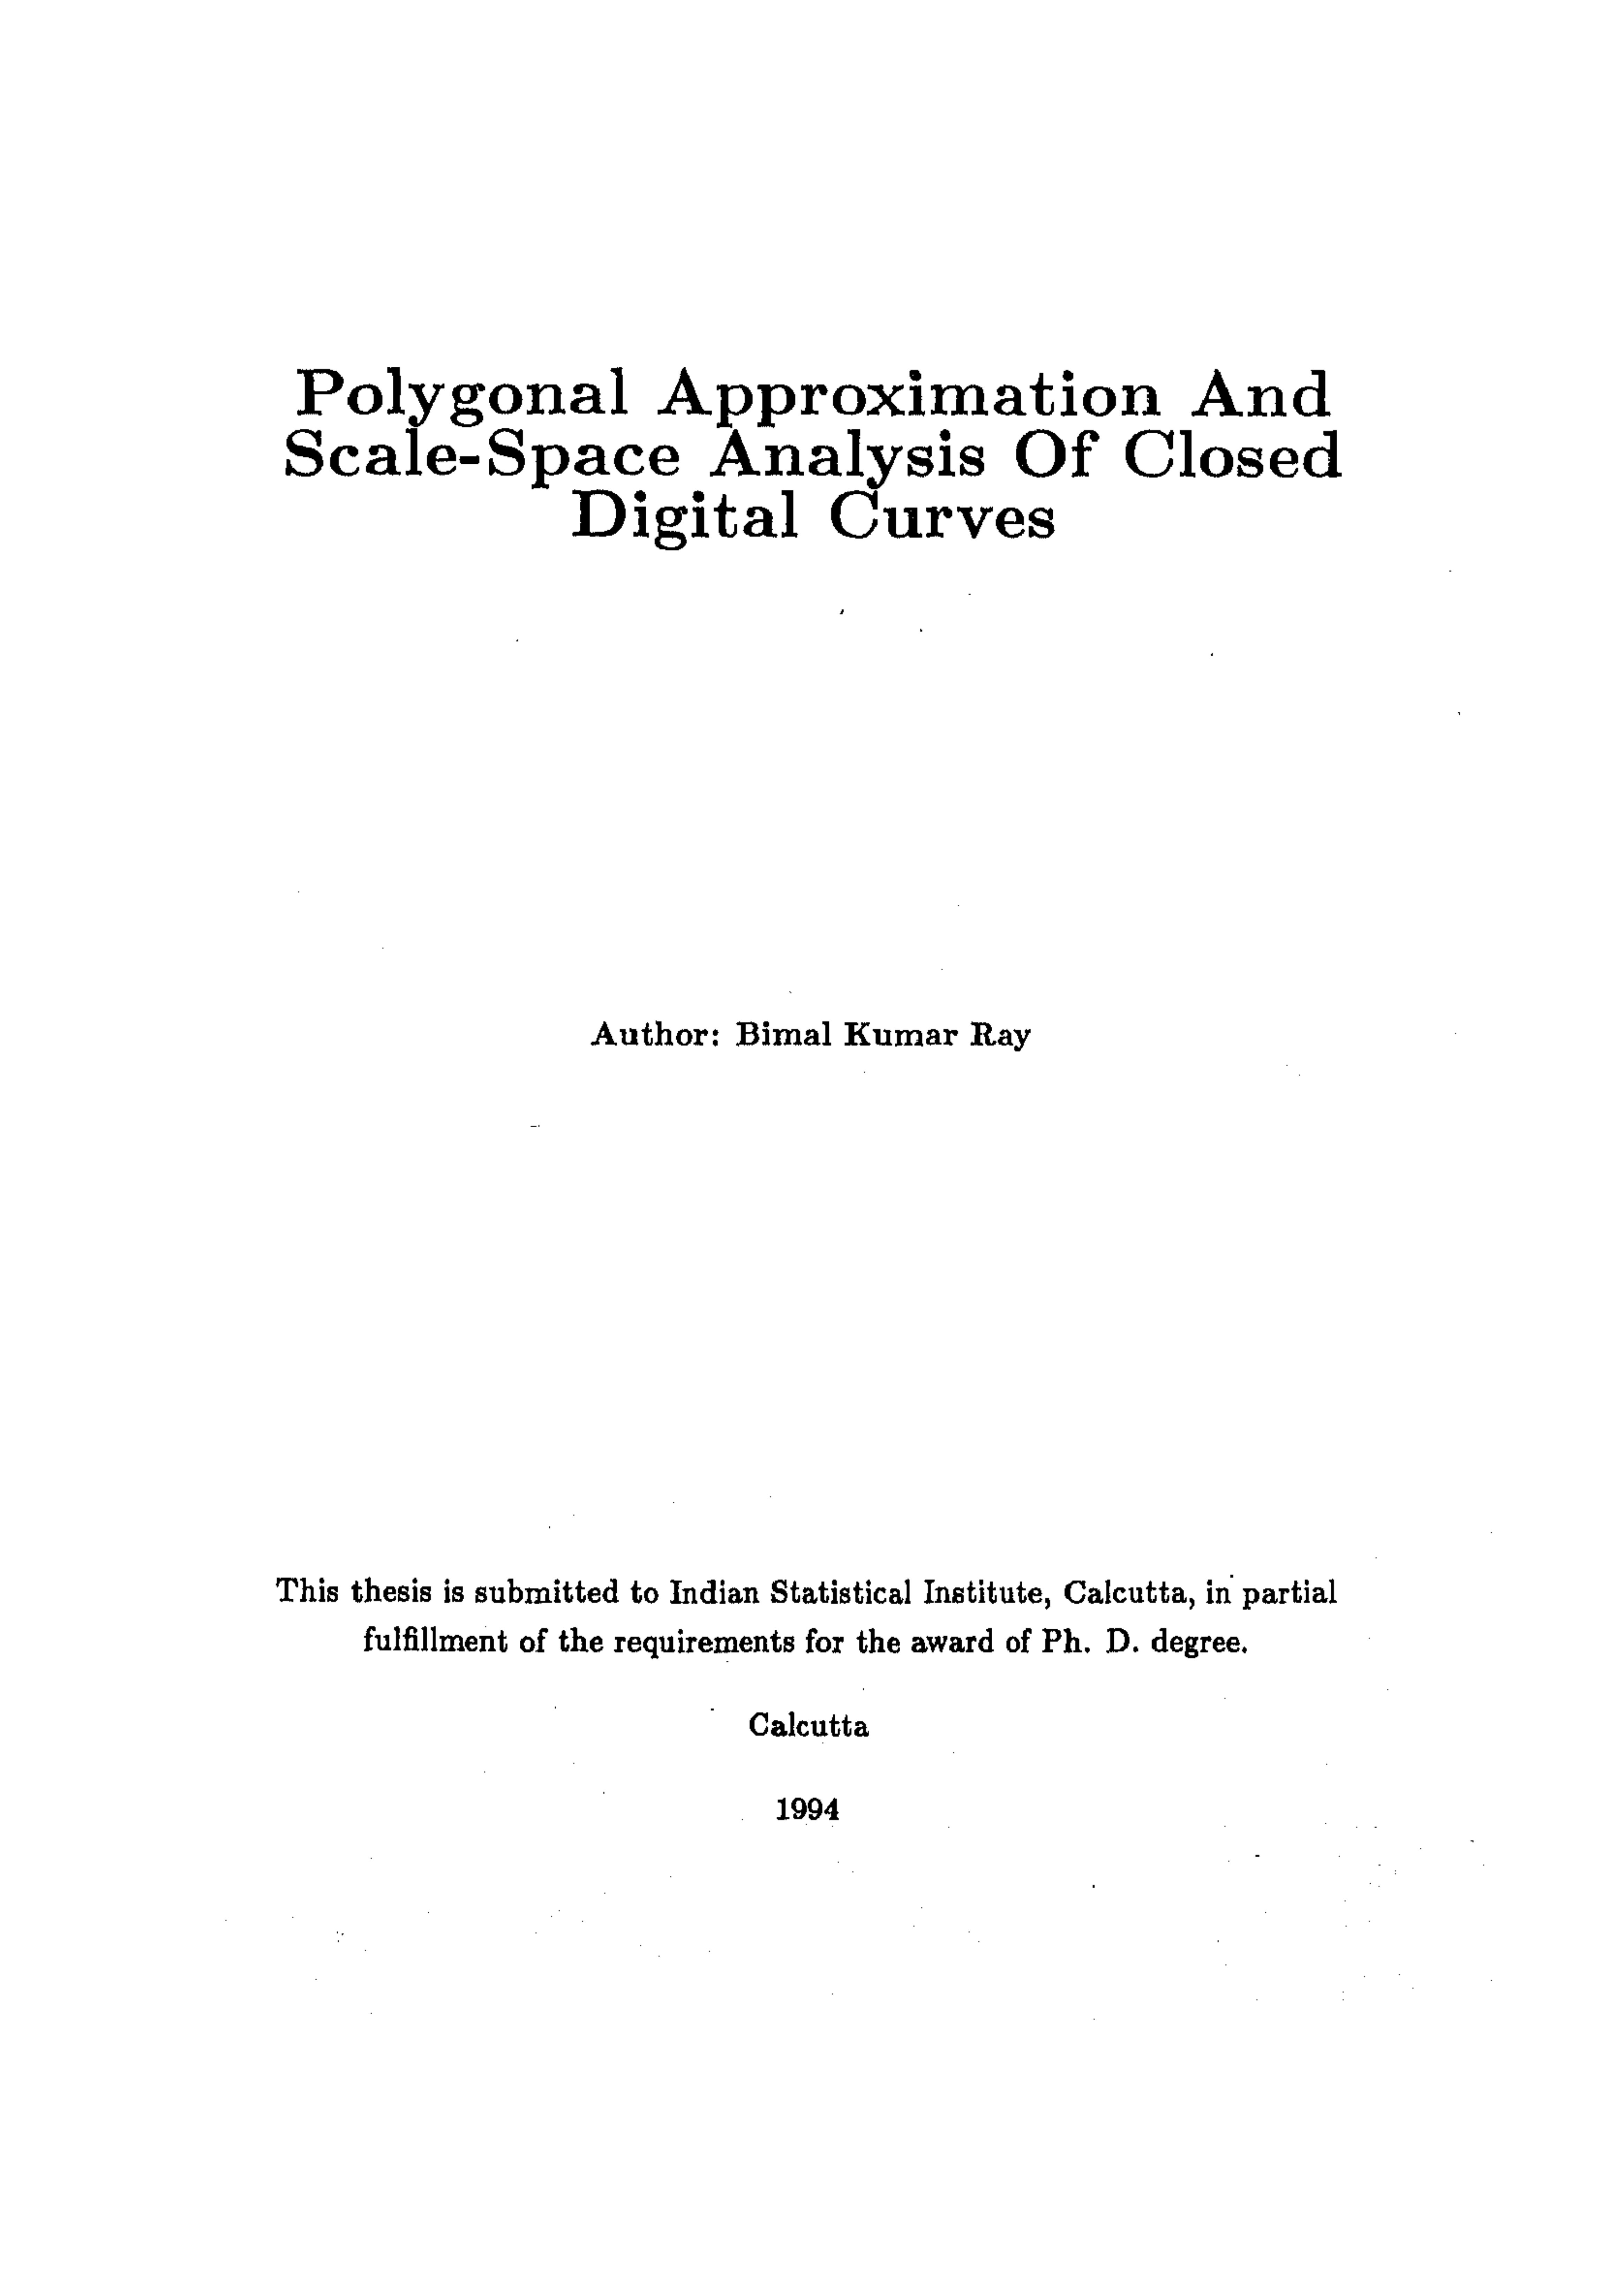 Polygonal Approximation And
Scale-Space Analysis Of Closed
Digital Curves
Author: Bimal Kumar Ray
This thesis is submitted to Indian Statistical Institute, Calcutta, in partial
fulfillment of the requirements for the award of Ph. D. degree.
Calcutta
1994